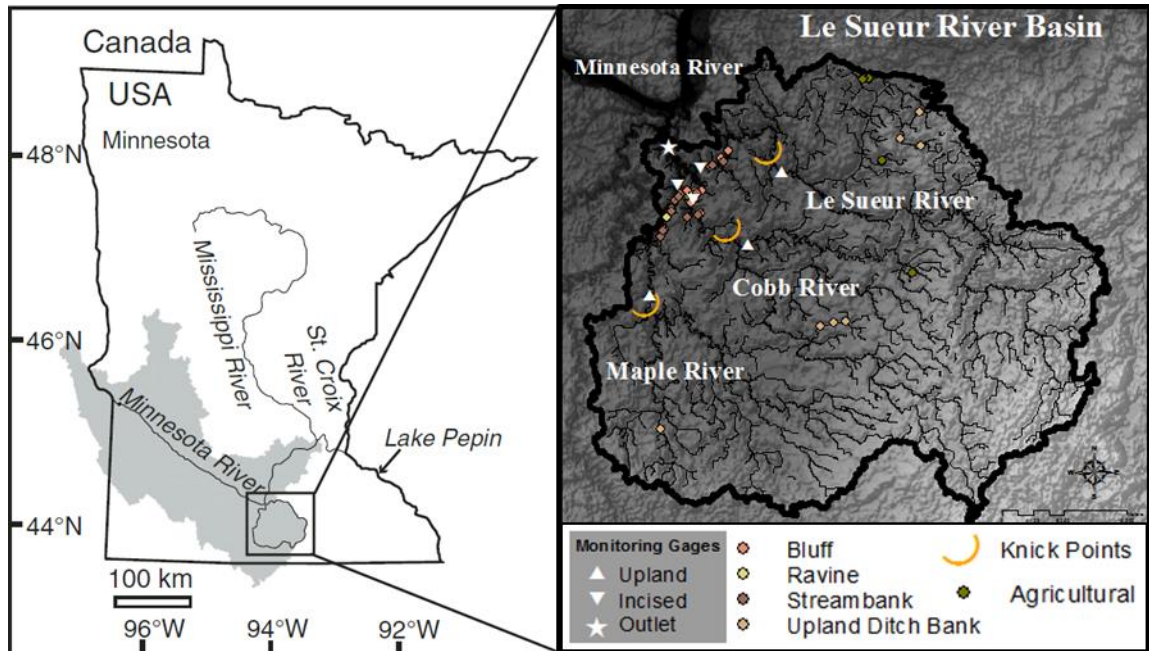 Canada
USA
Minnesota
48°N
46°N
44°N
Mississippi River
St. Croix
River
Minnesota River
Lake Pepin
100 km
96°W
94°W
92°W
Le Sueur River Basin
Minnesota River
Le Sueur River
Cobb River
Maple River
N
W
E
S
Monitoring Gages
Upland
Incised
Outlet
Bluff
Ravine
Streambank
Upland Ditch Bank
Knick Points
Agricultural